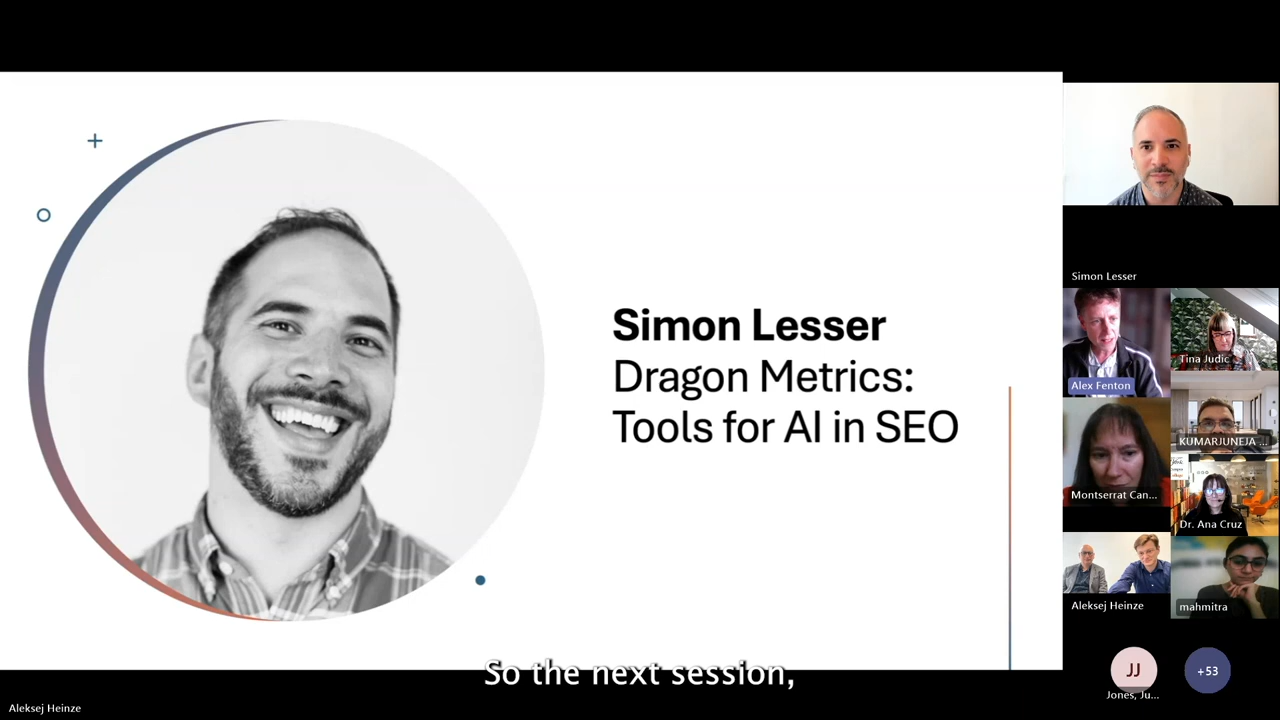 Simon Lesser
Dragon Metrics:
Tools for AI in SEO
So the next session,
Aleksej Heinze
Simon Lesser
Alex Fenton
Tina Judic
Montserrat Can...
KUMARJUNEJA ...
Dr. Ana Cruz
Aleksej Heinze
mahmitra
JJ
Jones, Ju...
+53